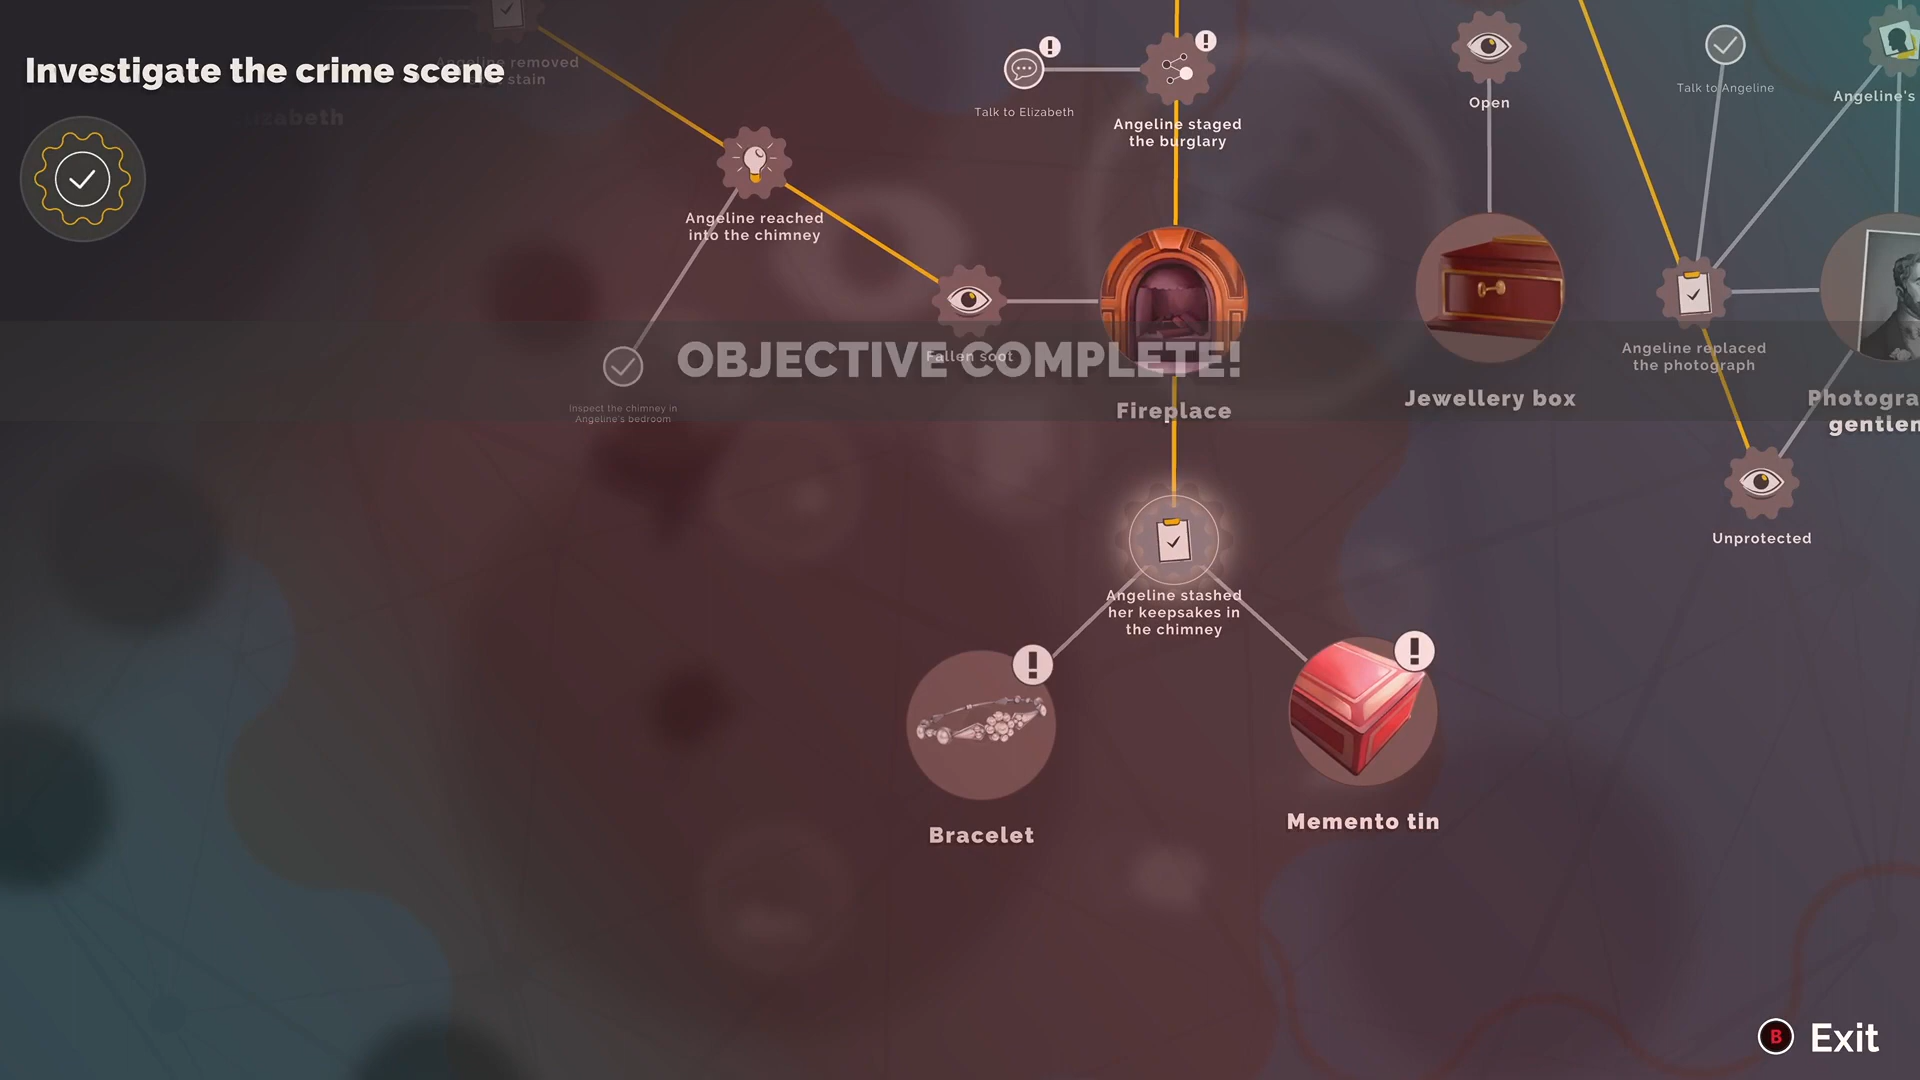 Investigate the crime scene
removed
stain
izabeth
Talk to Elizabeth
Angeline staged
the burglary
Open
Talk to Angeline
Angeline's
Angeline reached
into the chimney
OBJECTIVE COMPLETE!
Fallen soot
Inspect the chimney in
Angeline's bedroom
Fireplace
Jewellery box
Angeline replaced
the photograph
Photogra
gentlen
Unprotected
Angeline stashed
her keepsakes in
the chimney
Bracelet
Memento tin
B Exit